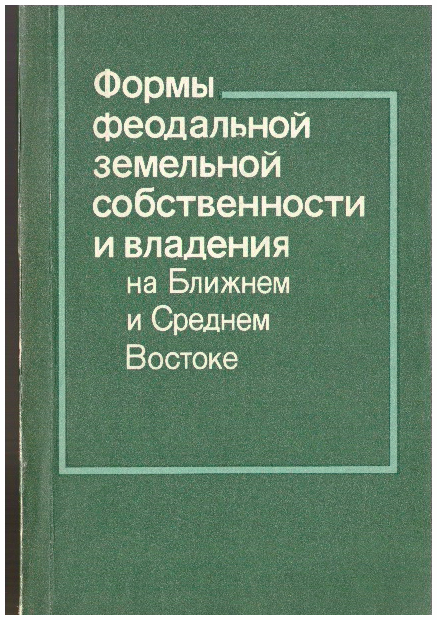 Формы
феодальной
земельной
собственности
и владения
на Ближнем
и Среднем
Востоке